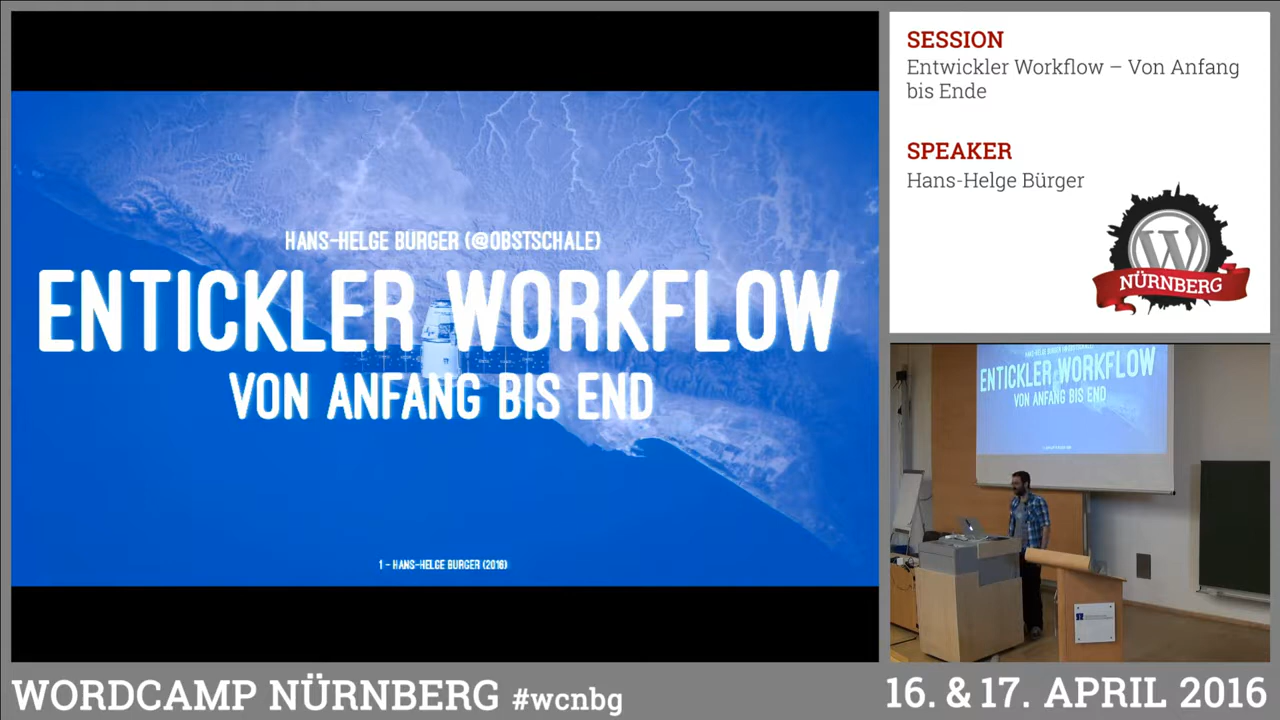 HANS-HELGE BÜRGER (@OBSTSCHALE)
ENTICKLER WORKFLOW
VON ANFANG BIS END
1 - HANS-HELGE BÜRGER (2016)
SESSION
Entwickler Workflow – Von Anfang
bis Ende
SPEAKER
Hans-Helge Bürger
NÜRNBERG
ENTICKLER WORKFLOW
VON ANFANG BIS END
WORDCAMP NÜRNBERG #wcnbg
16. & 17. APRIL 2016